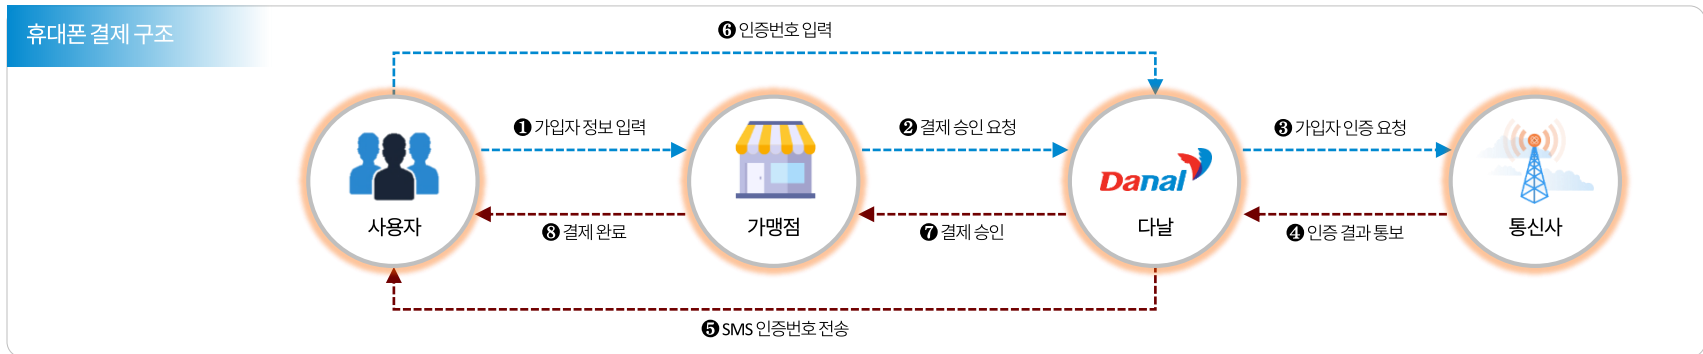 휴대폰 결제 구조
❻ 인증번호 입력
❶ 가입자 정보 입력
❷ 결제 승인 요청
❸ 가입자 인증 요청
Danal
사용자
가맹점
다날
통신사
❽ 결제 완료
❼ 결제 승인
❹ 인증 결과 통보
❺ SMS 인증번호 전송